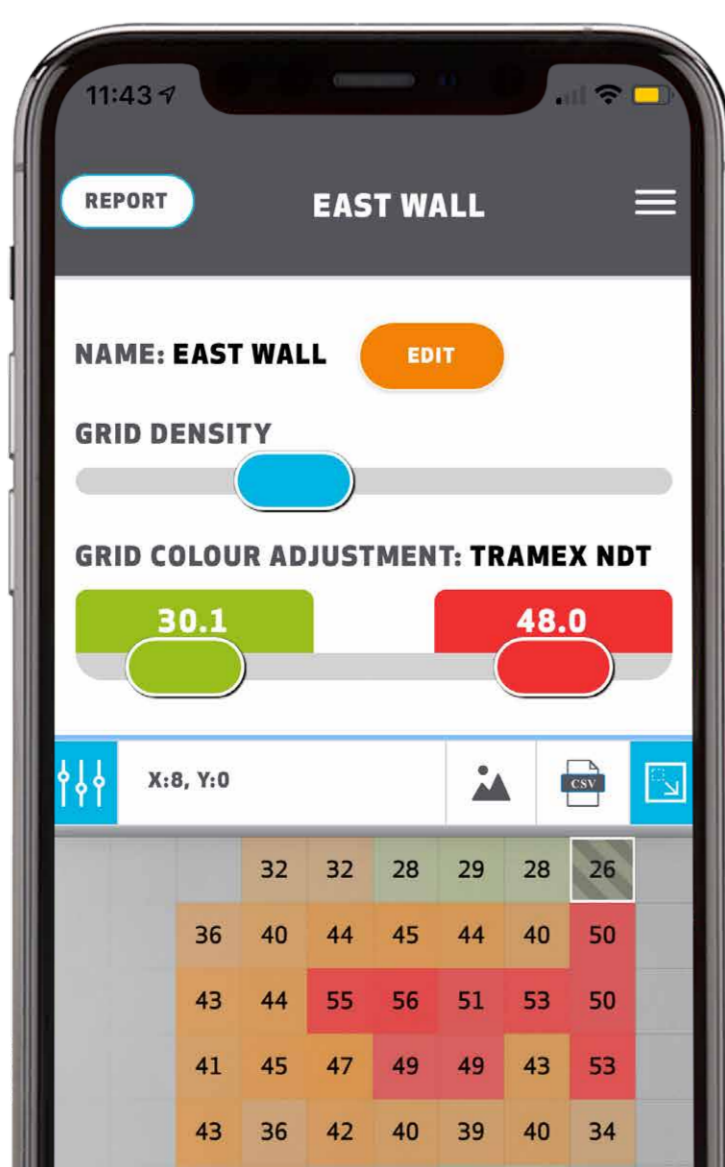 11:43
REPORT
EAST WALL
NAME: EAST WALL
EDIT
GRID DENSITY
GRID COLOUR ADJUSTMENT: TRAMEX NDT
30.1
48.0
X:8, Y:0
CSV
32 32 28 29 28 26
36 40 44 45 44 40 50
43 44 55 56 51 53 50
41 45 47 49 49 43 53
43 36 42 40 39 40 34